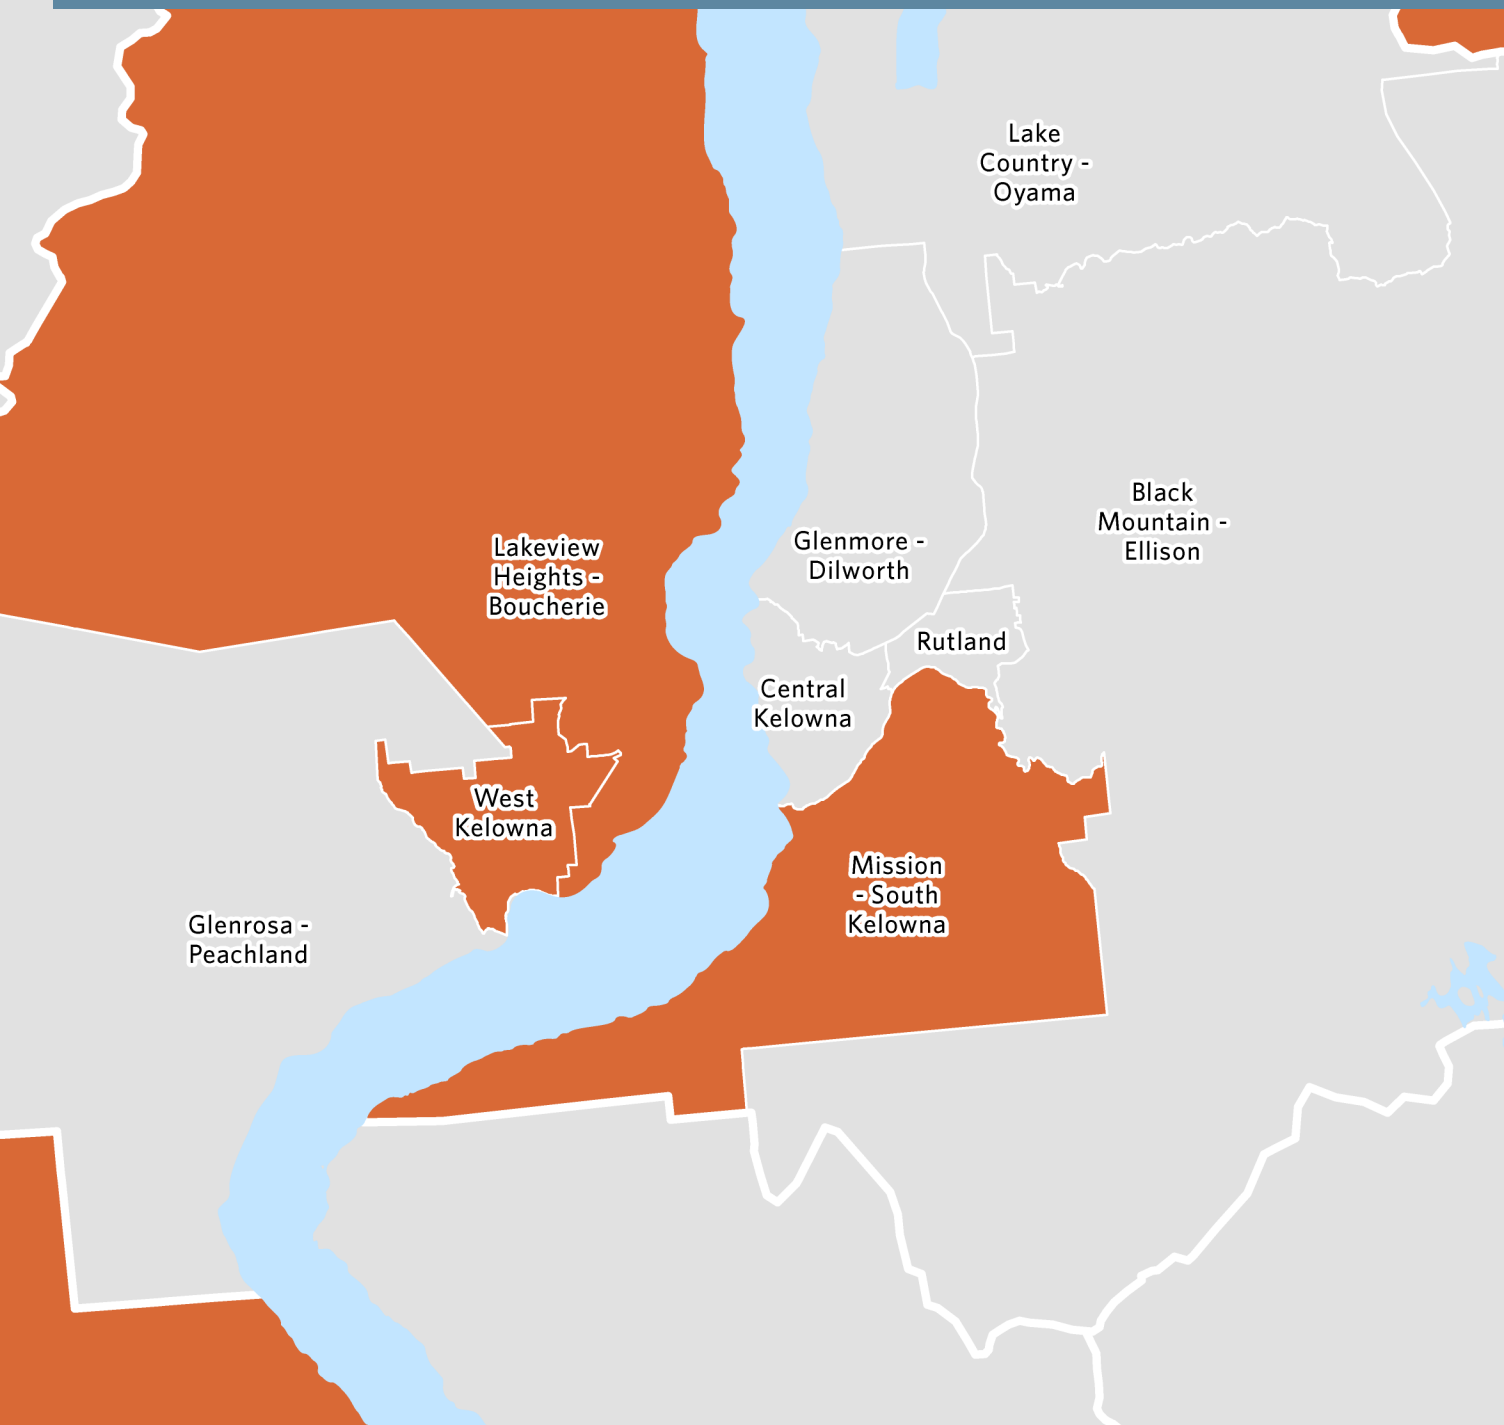 Lake
Country -
Oyama
Black
Mountain -
Ellison
Glenmore -
Dilworth
Lakeview
Heights -
Boucherie
Rutland
Central
Kelowna
West
Kelowna
Mission
- South
Kelowna
Glenrosa -
Peachland